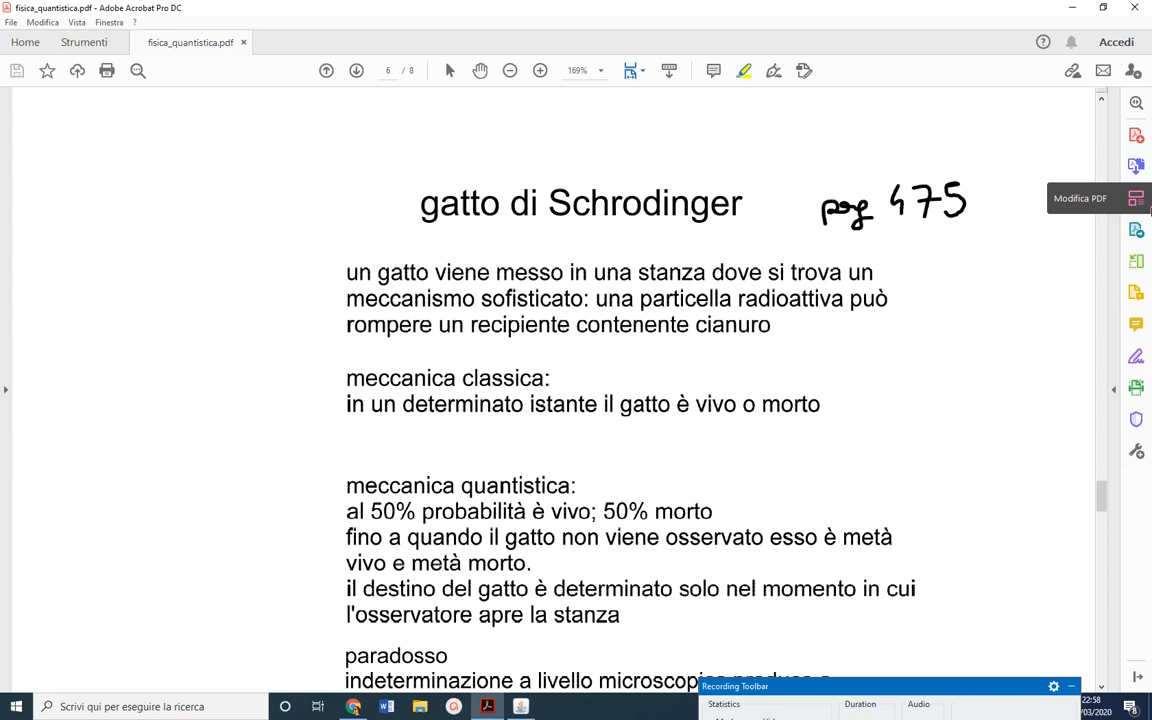 fisica_quantistica.pdf - Adobe Acrobat Pro DC
File Modifica Vista Finestra ?
Home Strumenti fisica_quantistica.pdf × Accedi
6 / 8 169%
gatto di Schrodinger pag 475
Modifica PDF
un gatto viene messo in una stanza dove si trova un
meccanismo sofisticato: una particella radioattiva può
rompere un recipiente contenente cianuro
meccanica classica:
in un determinato istante il gatto è vivo o morto
meccanica quantistica:
al 50% probabilità è vivo; 50% morto
fino a quando il gatto non viene osservato esso è metà
vivo e metà morto.
il destino del gatto è determinato solo nel momento in cui
l'osservatore apre la stanza
paradosso
indeterminazione a livello microscopico produce
Recording Toolbar
Statistics Duration Audio
Scrivi qui per eseguire la ricerca
22:58
/03/2020